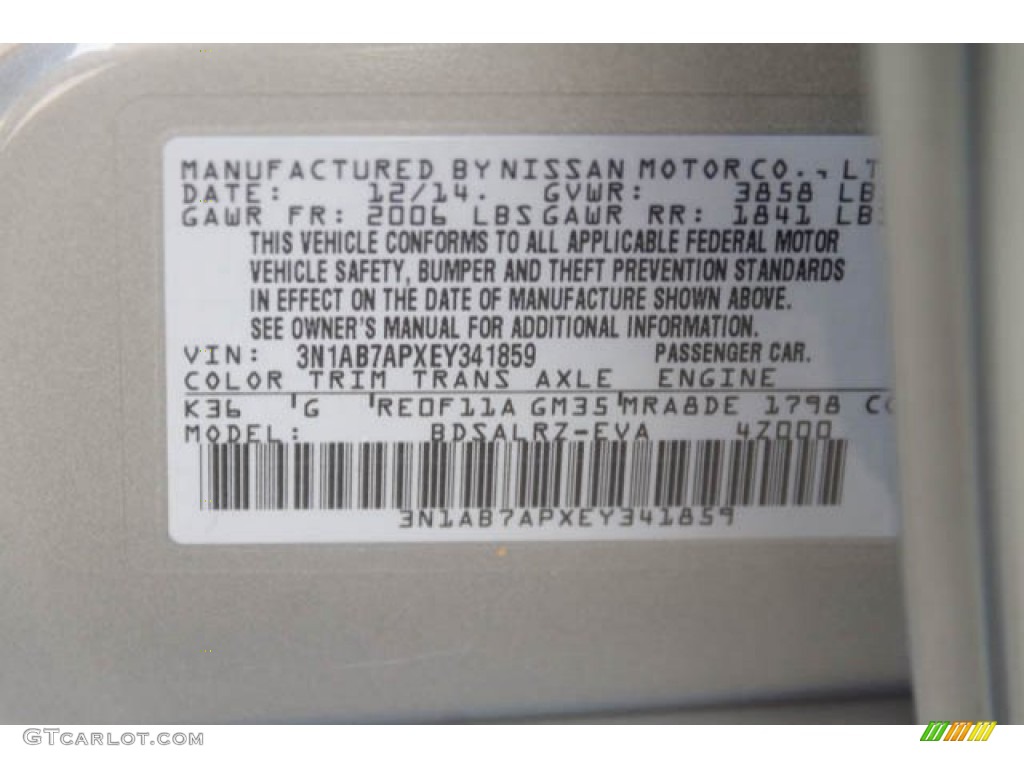 MANUFACTURED BY NISSAN MOTOR CO., LT
DATE: 12/14. GVWR: 3858 LB
GAWR FR: 2006 LBS GAWR RR: 1841 LBS
THIS VEHICLE CONFORMS TO ALL APPLICABLE FEDERAL MOTOR
VEHICLE SAFETY, BUMPER AND THEFT PREVENTION STANDARDS
IN EFFECT ON THE DATE OF MANUFACTURE SHOWN ABOVE.
SEE OWNER'S MANUAL FOR ADDITIONAL INFORMATION.
VIN: 3N1AB7APXEY341859 PASSENGER CAR.
COLOR TRIM TRANS AXLE ENGINE
K36 G RE0F11A GM35 MRA8DE 1798 CC
MODEL: BDSALRZ-EVA 4Z000
3N1AB7APXEY341859
GTCarlot.com